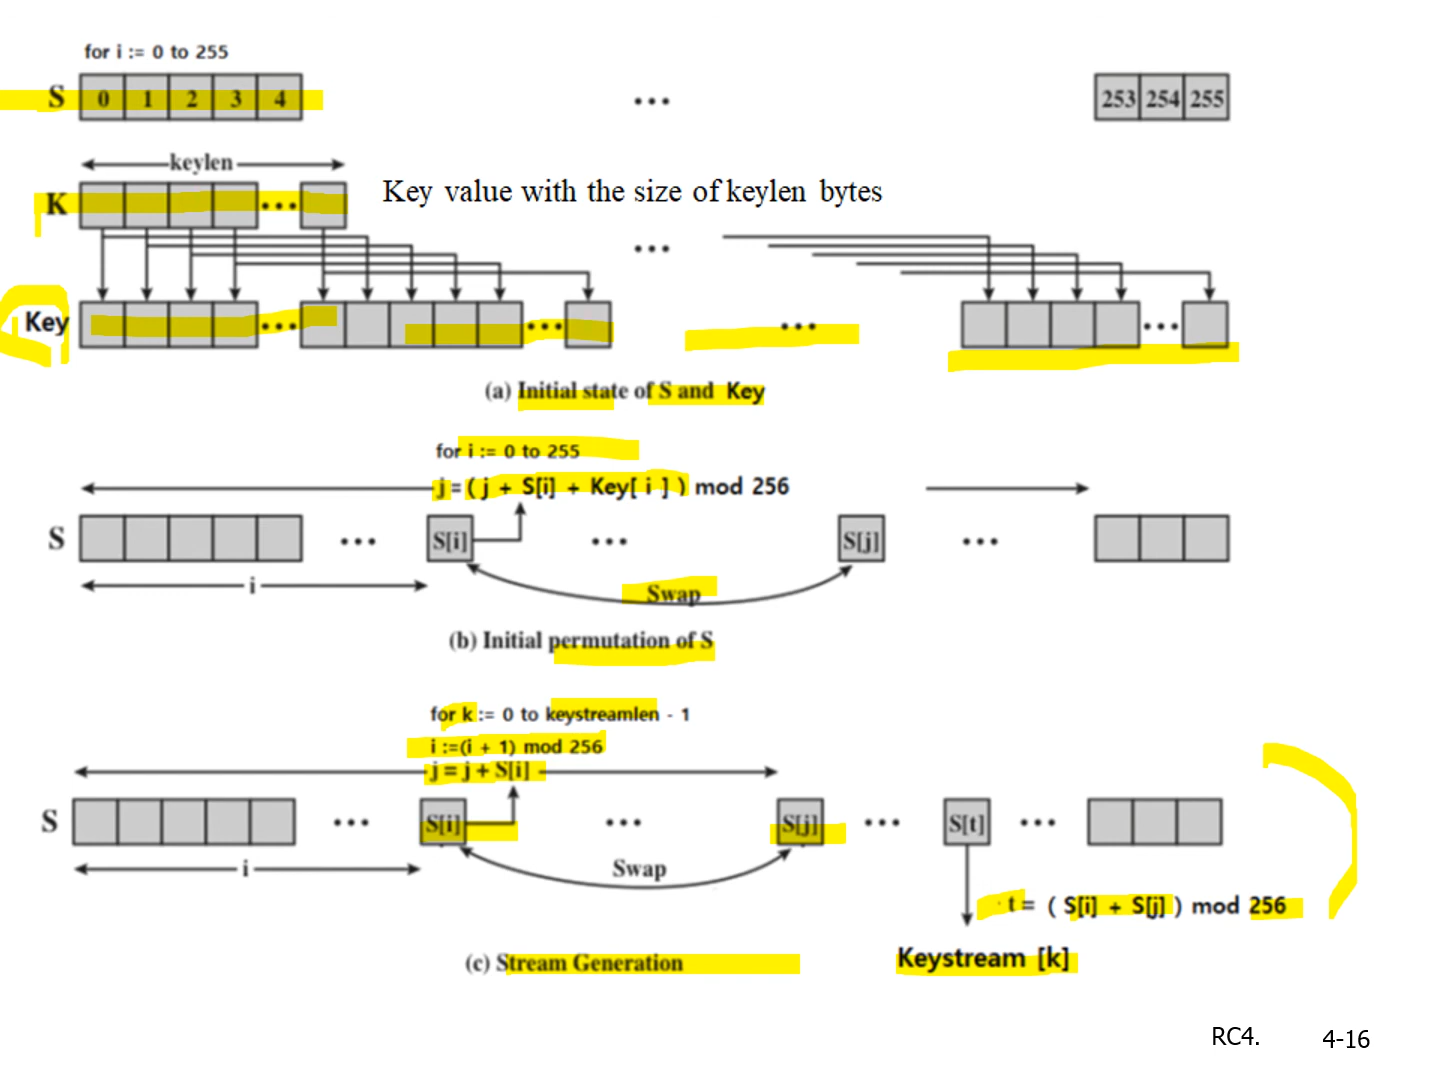 for i := 0 to 255
S 0 1 2 3 4 ... 253 254 255
keylen
K ... Key value with the size of keylen bytes
...
Key ... ... ... ...
(a) Initial state of S and Key
for i := 0 to 255
j = ( j + S[i] + Key[ i ] ) mod 256
S ... S[i] ... S[j] ...
i
Swap
(b) Initial permutation of S
for k := 0 to keystreamlen - 1
i :=(i + 1) mod 256
j = j + S[i]
S ... S[i] ... S[j] ... S[t] ...
i
Swap
t = ( S[i] + S[j] ) mod 256
(c) Stream Generation
Keystream [k]
RC4. 4-16